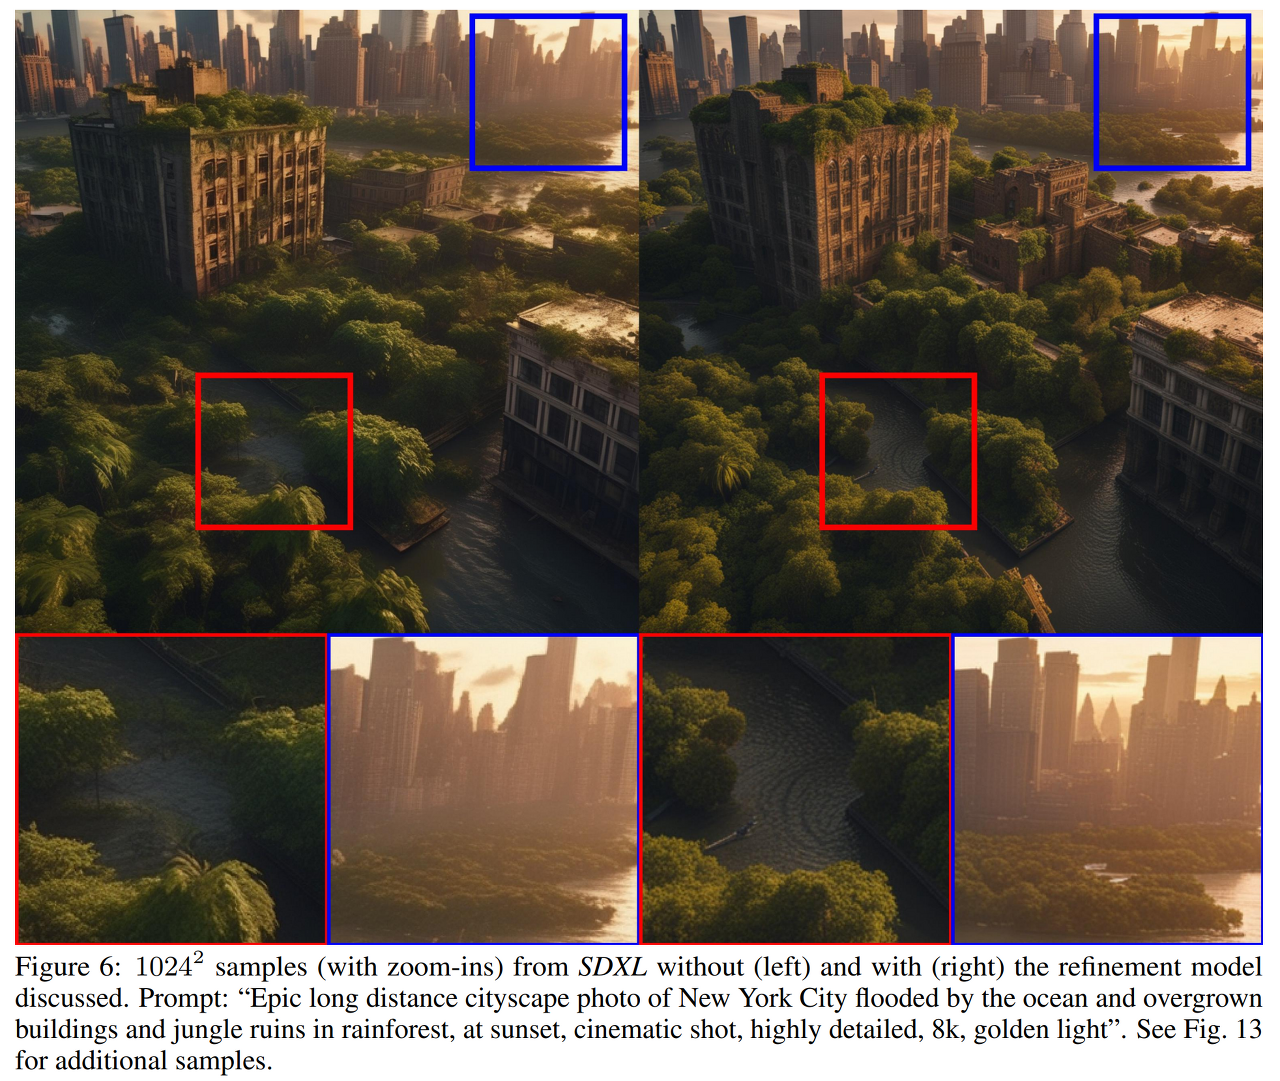 Figure 6: 1024² samples (with zoom-ins) from SDXL without (left) and with (right) the refinement model
discussed. Prompt: “Epic long distance cityscape photo of New York City flooded by the ocean and overgrown
buildings and jungle ruins in rainforest, at sunset, cinematic shot, highly detailed, 8k, golden light”. See Fig. 13
for additional samples.